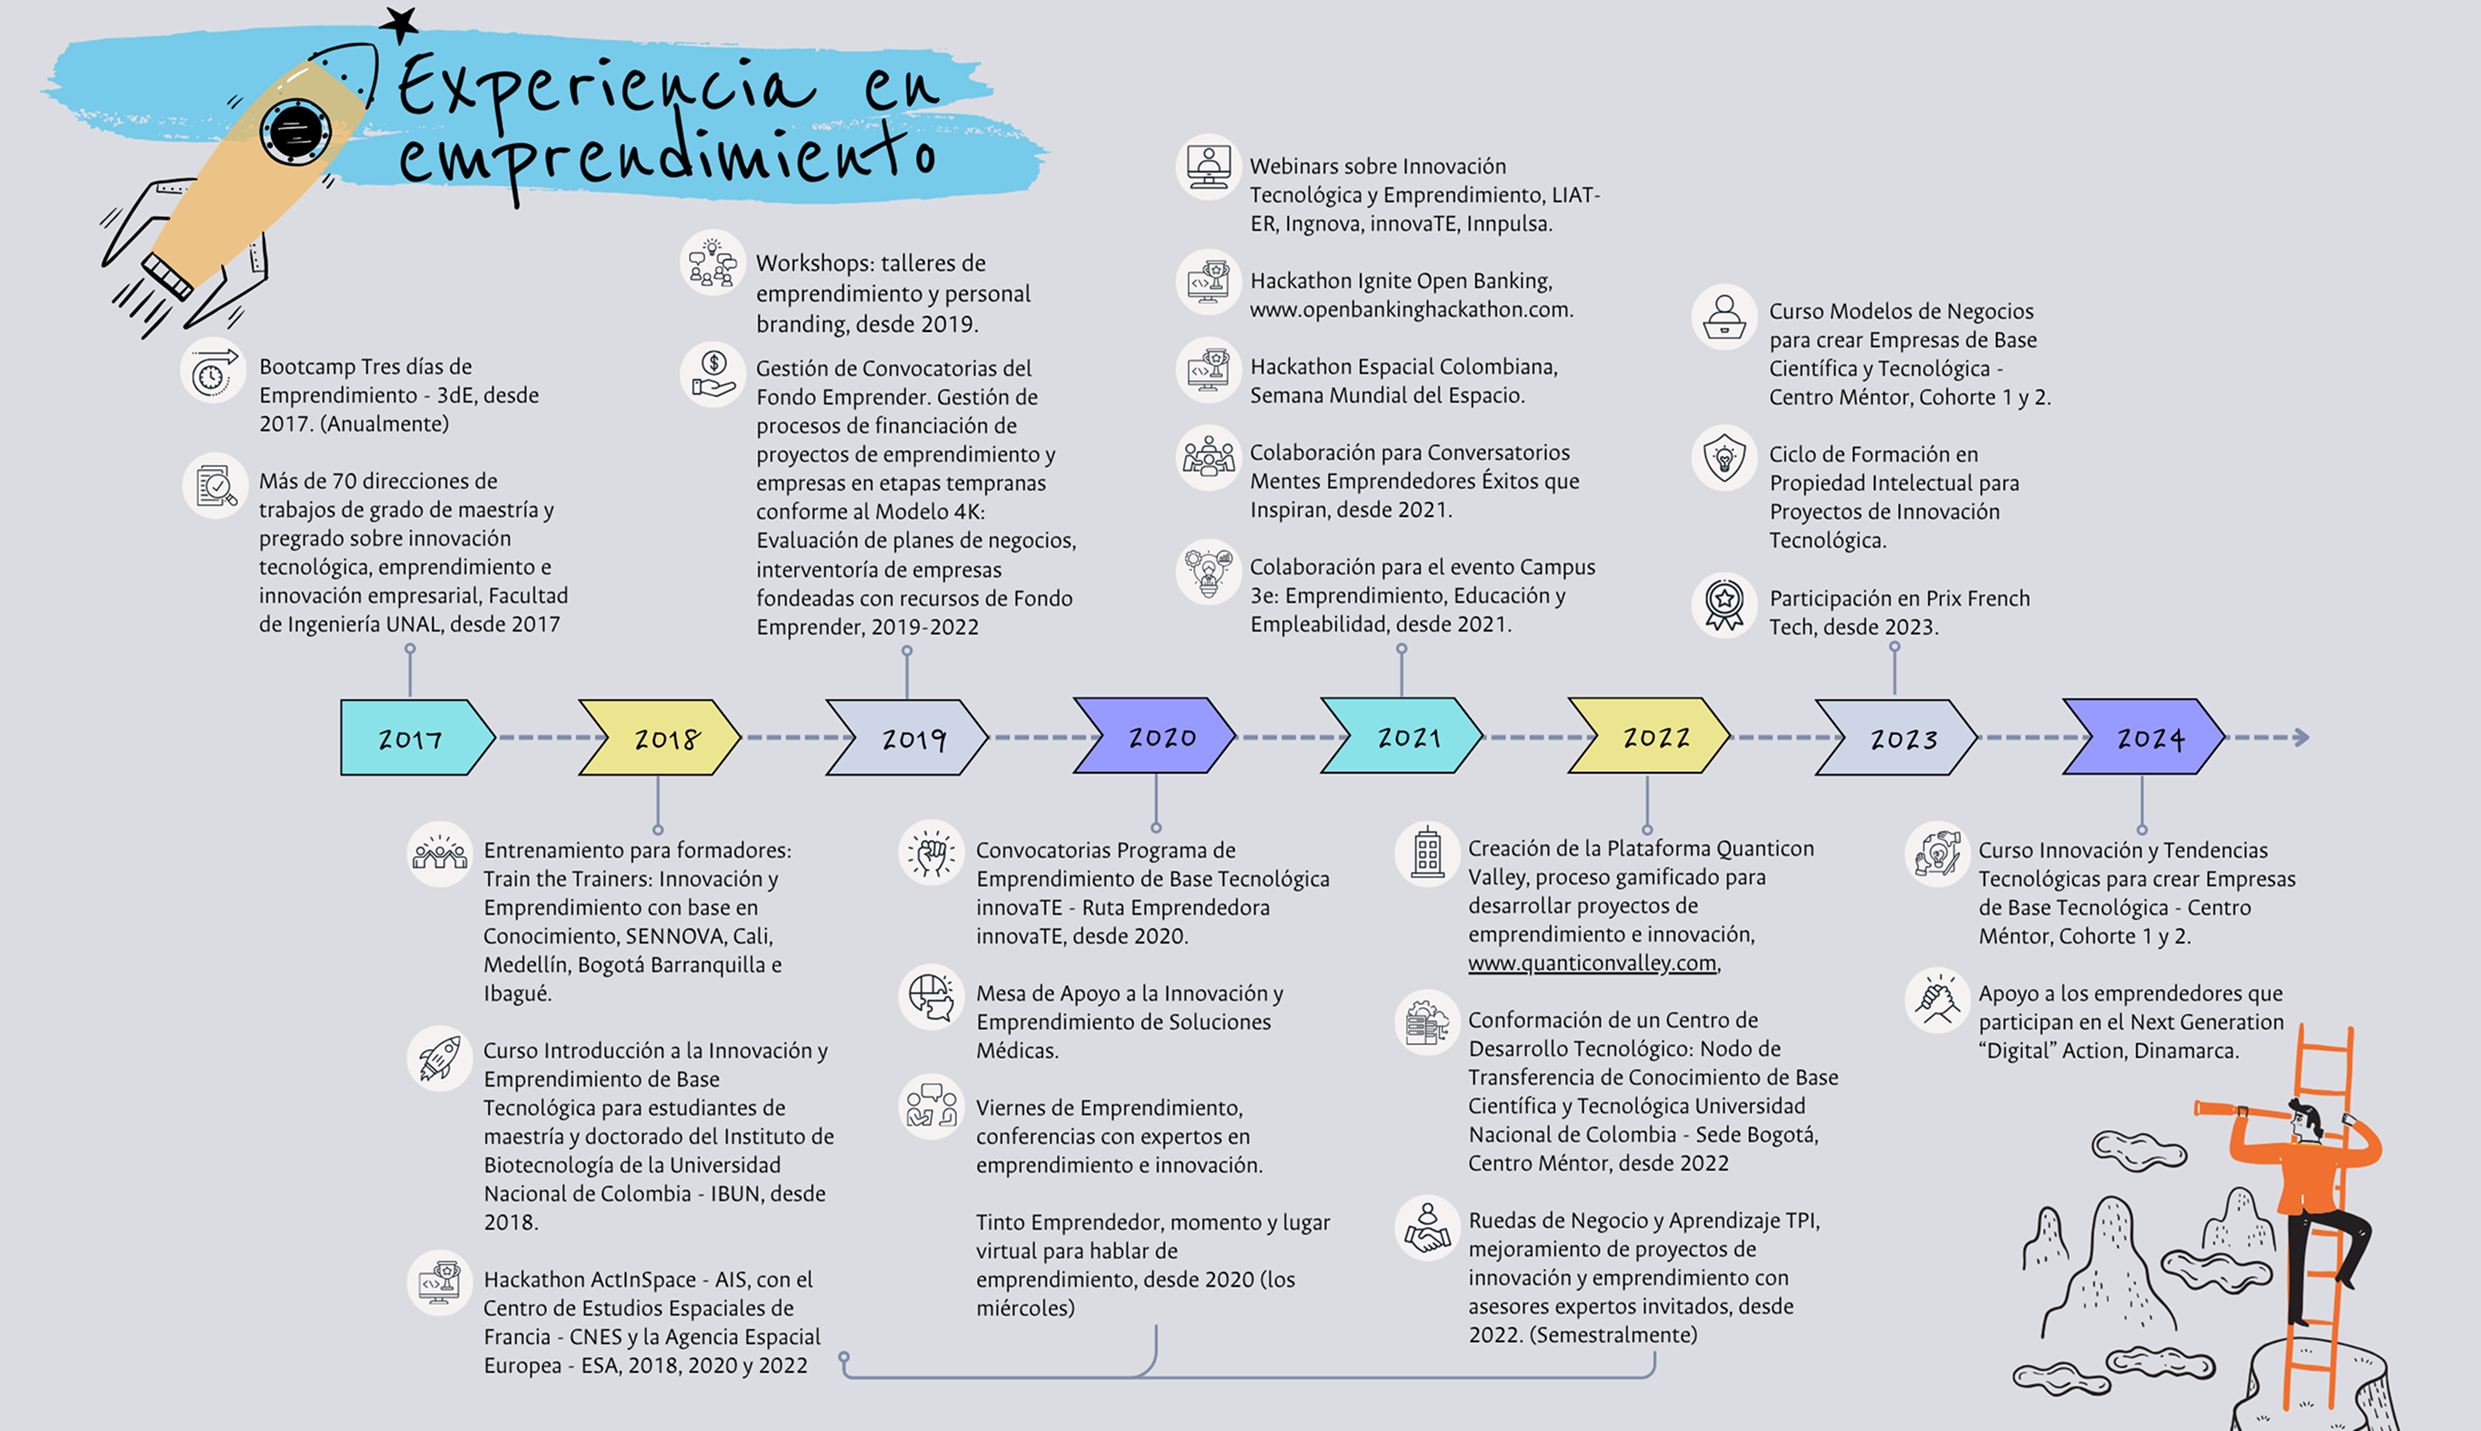 Experiencia en
emprendimiento
Bootcamp Tres días de
Emprendimiento - 3dE, desde
2017. (Anualmente)
Más de 70 direcciones de
trabajos de grado de maestría y
pregrado sobre innovación
tecnológica, emprendimiento e
innovación empresarial, Facultad
de Ingeniería UNAL, desde 2017
Workshops: talleres de
emprendimiento y personal
branding, desde 2019.
Gestión de Convocatorias del
Fondo Emprender. Gestión de
procesos de financiación de
proyectos de emprendimiento y
empresas en etapas tempranas
conforme al Modelo 4K:
Evaluación de planes de negocios,
interventoría de empresas
fondeadas con recursos de Fondo
Emprender, 2019-2022
Webinars sobre Innovación
Tecnológica y Emprendimiento, LIAT-
ER, Ingnova, innovaTE, Innpulsa.
Hackathon Ignite Open Banking,
www.openbankinghackathon.com.
Hackathon Espacial Colombiana,
Semana Mundial del Espacio.
Colaboración para Conversatorios
Mentes Emprendedores Éxitos que
Inspiran, desde 2021.
Colaboración para el evento Campus
3e: Emprendimiento, Educación y
Empleabilidad, desde 2021.
Curso Modelos de Negocios
para crear Empresas de Base
Científica y Tecnológica -
Centro Méntor, Cohorte 1 y 2.
Ciclo de Formación en
Propiedad Intelectual para
Proyectos de Innovación
Tecnológica.
Participación en Prix French
Tech, desde 2023.
2017
2018
2019
2020
2021
2022
2023
2024
Entrenamiento para formadores:
Train the Trainers: Innovación y
Emprendimiento con base en
Conocimiento, SENNOVA, Cali,
Medellín, Bogotá Barranquilla e
Ibagué.
Curso Introducción a la Innovación y
Emprendimiento de Base
Tecnológica para estudiantes de
maestría y doctorado del Instituto de
Biotecnología de la Universidad
Nacional de Colombia - IBUN, desde
2018.
Hackathon ActInSpace - AIS, con el
Centro de Estudios Espaciales de
Francia - CNES y la Agencia Espacial
Europea - ESA, 2018, 2020 y 2022
Convocatorias Programa de
Emprendimiento de Base Tecnológica
innovaTE - Ruta Emprendedora
innovaTE, desde 2020.
Mesa de Apoyo a la Innovación y
Emprendimiento de Soluciones
Médicas.
Viernes de Emprendimiento,
conferencias con expertos en
emprendimiento e innovación.
Tinto Emprendedor, momento y lugar
virtual para hablar de
emprendimiento, desde 2020 (los
miércoles)
Creación de la Plataforma Quanticon
Valley, proceso gamificado para
desarrollar proyectos de
emprendimiento e innovación,
www.quanticonvalley.com,
Conformación de un Centro de
Desarrollo Tecnológico: Nodo de
Transferencia de Conocimiento de Base
Científica y Tecnológica Universidad
Nacional de Colombia - Sede Bogotá,
Centro Méntor, desde 2022
Ruedas de Negocio y Aprendizaje TPI,
mejoramiento de proyectos de
innovación y emprendimiento con
asesores expertos invitados, desde
2022. (Semestralmente)
Curso Innovación y Tendencias
Tecnológicas para crear Empresas
de Base Tecnológica - Centro
Méntor, Cohorte 1 y 2.
Apoyo a los emprendedores que
participan en el Next Generation
“Digital” Action, Dinamarca.